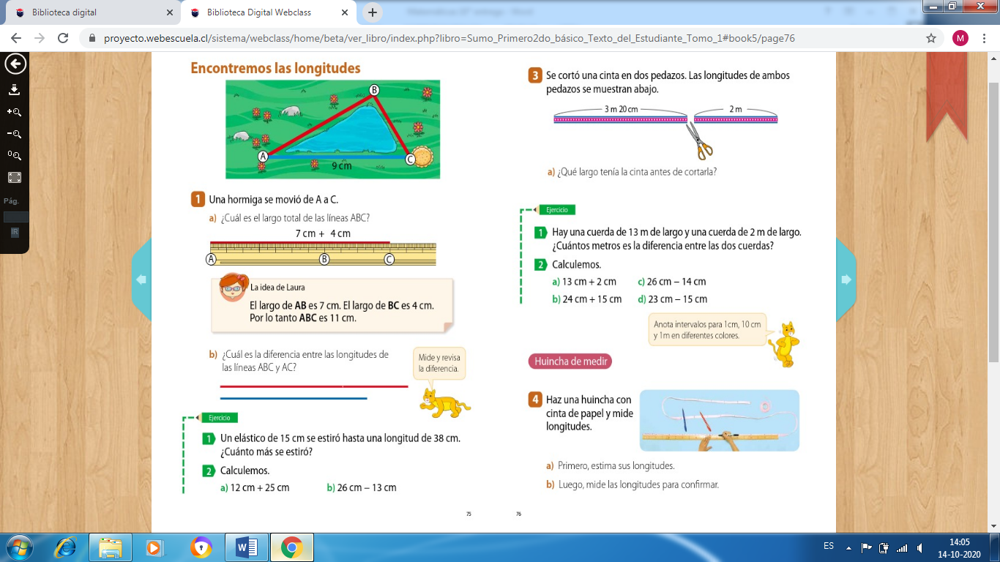 Biblioteca digital
Biblioteca Digital Webclass
proyecto.webescuela.cl/sistema/webclass/home/beta/ver_libro/index.php?libro=Sumo_Primero2do_básico_Texto_del_Estudiante_Tomo_1#book5/page76
M
Pág.
IR
Encontremos las longitudes
B
A
C
9 cm
1 Una hormiga se movió de A a C.
a) ¿Cuál es el largo total de las líneas ABC?
7 cm + 4 cm
A B C
La idea de Laura
El largo de AB es 7 cm. El largo de BC es 4 cm.
Por lo tanto ABC es 11 cm.
b) ¿Cuál es la diferencia entre las longitudes de
las líneas ABC y AC?
Mide y revisa
la diferencia.
Ejercicio
1 Un elástico de 15 cm se estiró hasta una longitud de 38 cm.
¿Cuánto más se estiró?
2 Calculemos.
a) 12 cm + 25 cm b) 26 cm – 13 cm
75
3 Se cortó una cinta en dos pedazos. Las longitudes de ambos
pedazos se muestran abajo.
3 m 20 cm 2 m
a) ¿Qué largo tenía la cinta antes de cortarla?
Ejercicio
1 Hay una cuerda de 13 m de largo y una cuerda de 2 m de largo.
¿Cuántos metros es la diferencia entre las dos cuerdas?
2 Calculemos.
a) 13 cm + 2 cm c) 26 cm – 14 cm
b) 24 cm + 15 cm d) 23 cm – 15 cm
Anota intervalos para 1cm, 10 cm
y 1m en diferentes colores.
Huincha de medir
4 Haz una huincha con
cinta de papel y mide
longitudes.
a) Primero, estima sus longitudes.
b) Luego, mide las longitudes para confirmar.
76
ES
14:05
14-10-2020